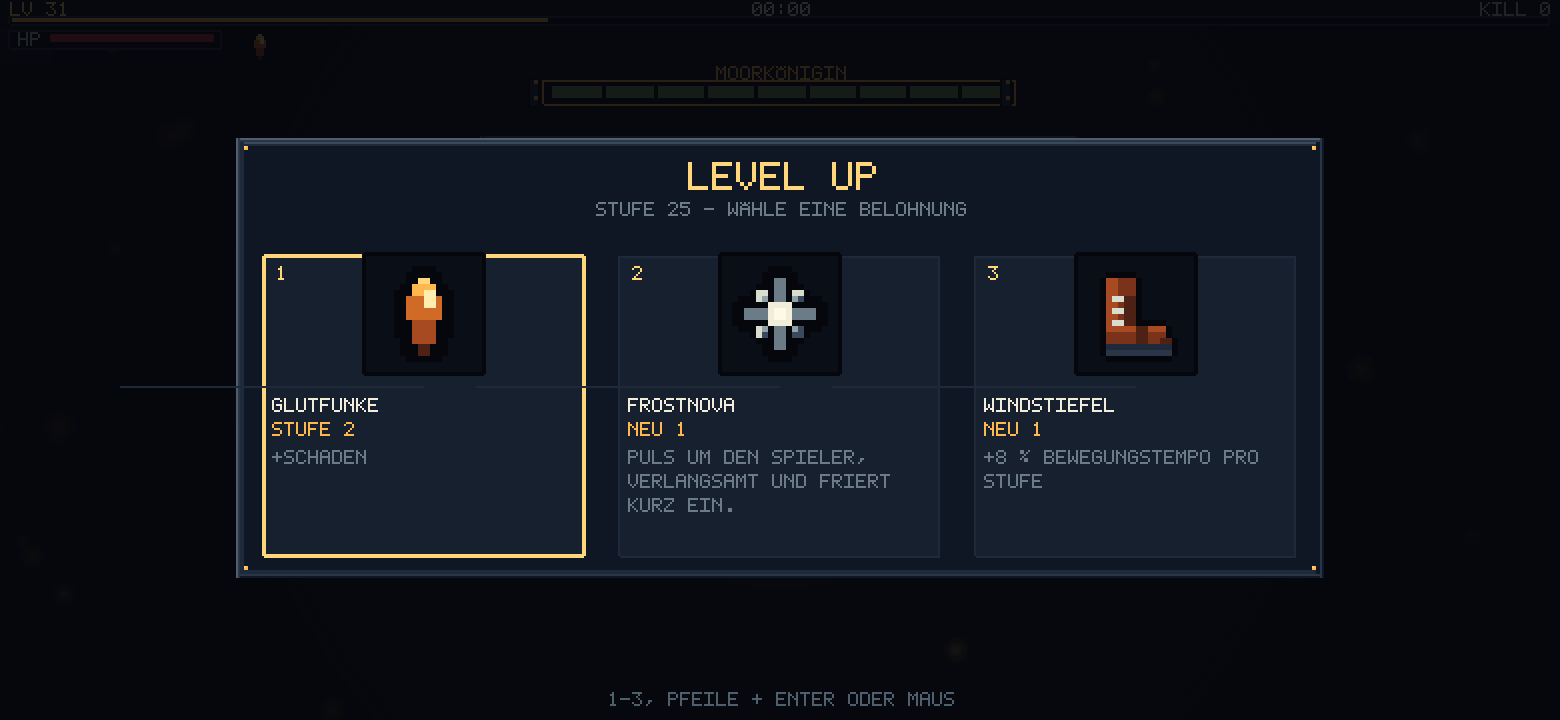 LV 31
00:00
KILL 0
HP
MOORKÖNIGIN
LEVEL UP
STUFE 25 - WÄHLE EINE BELOHNUNG
1
GLUTFUNKE
STUFE 2
+SCHADEN
2
FROSTNOVA
NEU 1
PULS UM DEN SPIELER,
VERLANGSAMT UND FRIERT
KURZ EIN.
3
WINDSTIEFEL
NEU 1
+8 % BEWEGUNGSTEMPO PRO
STUFE
1-3, PFEILE + ENTER ODER MAUS